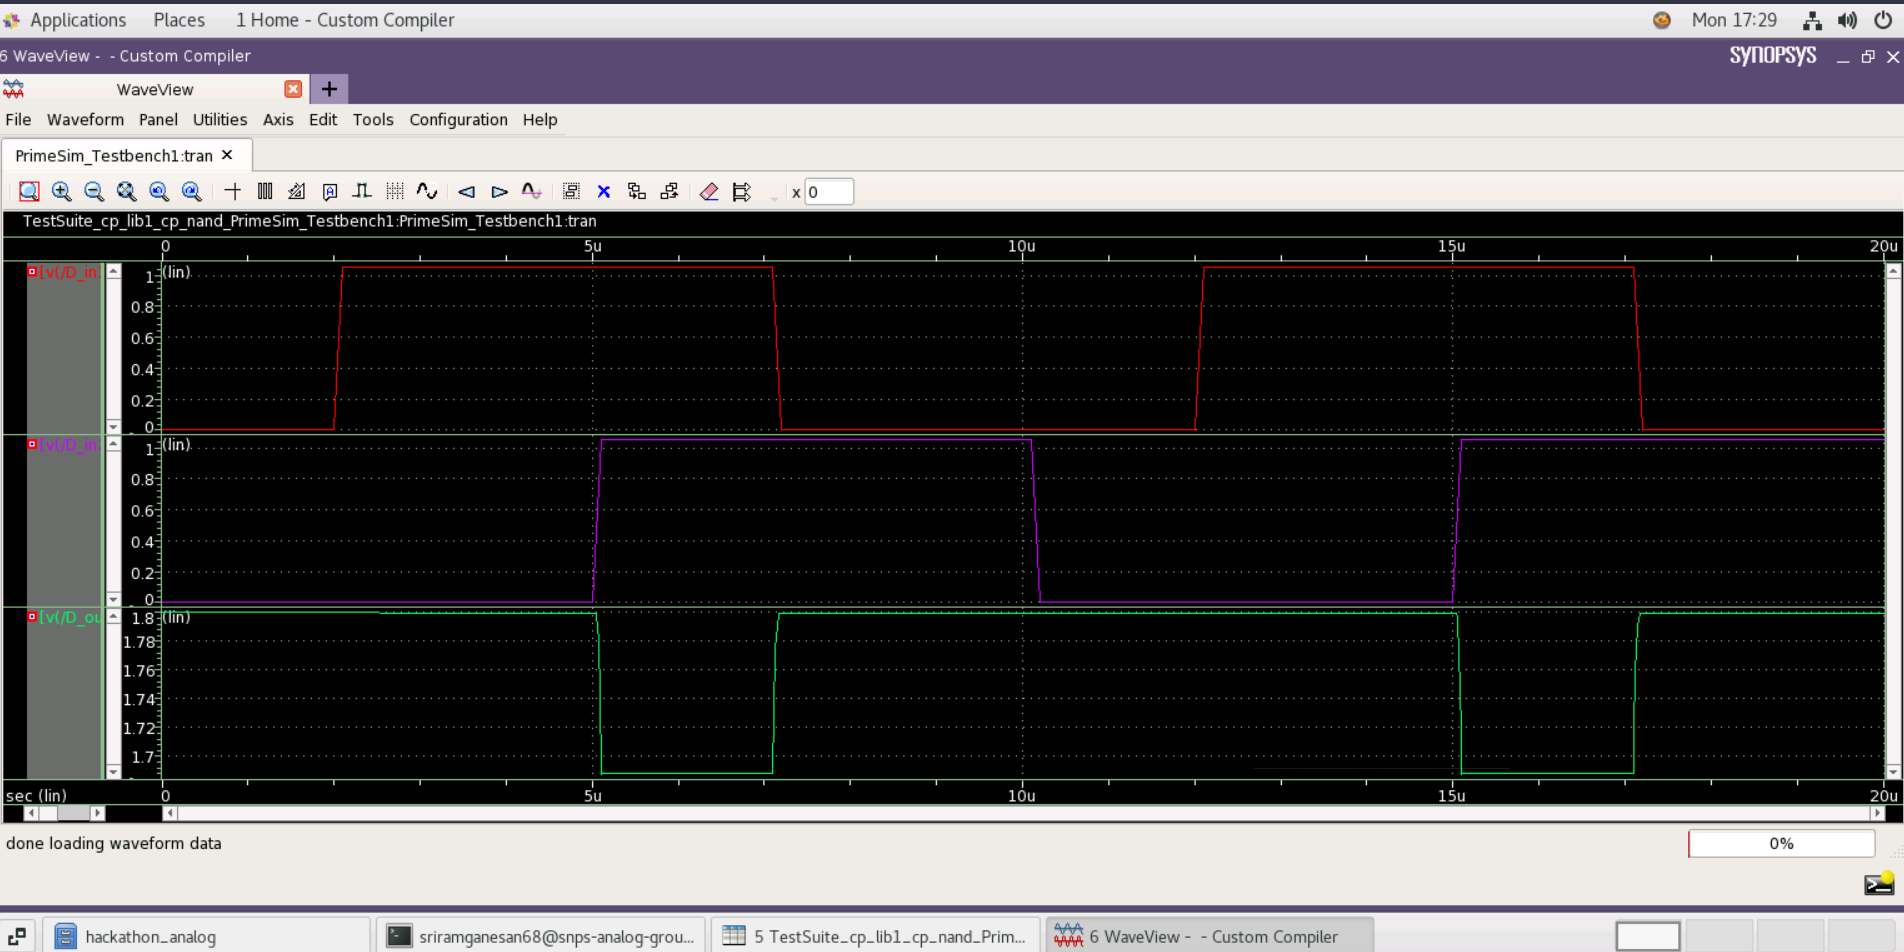 Applications Places 1 Home - Custom Compiler Mon 17:29
6 WaveView - - Custom Compiler SYNOPSYS
WaveView
File Waveform Panel Utilities Axis Edit Tools Configuration Help
PrimeSim_Testbench1:tran
x 0
TestSuite_cp_lib1_cp_nand_PrimeSim_Testbench1:PrimeSim_Testbench1:tran
0 5u 10u 15u 20u
[v(/D_in
1 (lin)
0.8
0.6
0.4
0.2
0
[v(/D_in
1 (lin)
0.8
0.6
0.4
0.2
0
[v(/D_ou
1.8 (lin)
1.78
1.76
1.74
1.72
1.7
sec (lin) 0 5u 10u 15u 20u
done loading waveform data 0%
hackathon_analog sriramganesan68@snps-analog-grou... 5 TestSuite_cp_lib1_cp_nand_Prim... 6 WaveView - - Custom Compiler